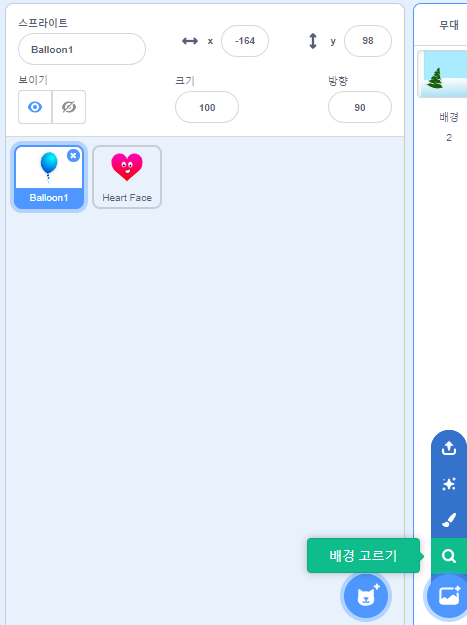 스프라이트
Balloon1
x
-164
y
98
무대
보이기
크기
100
방향
90
배경
2
Balloon1
Heart Face
배경 고르기